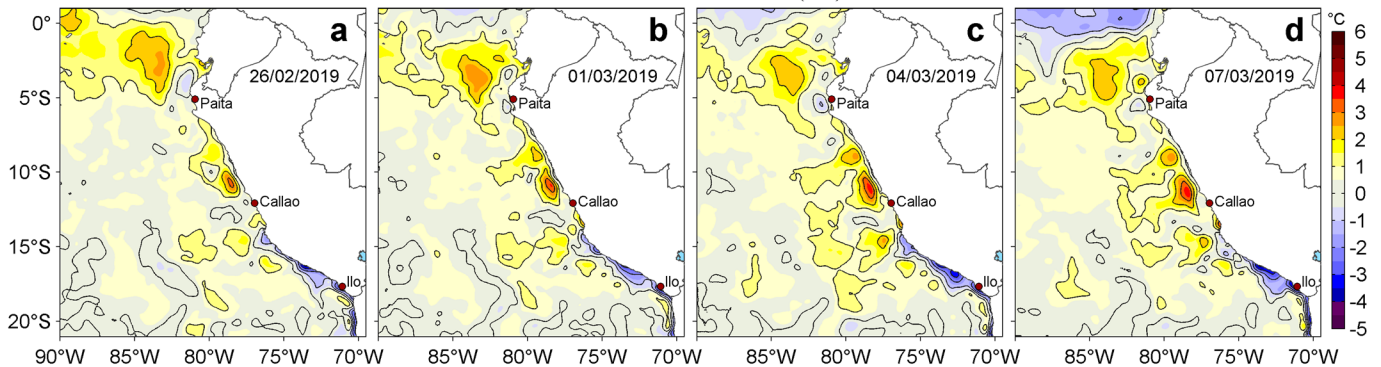 a b c d °C
26/02/2019 01/03/2019 04/03/2019 07/03/2019
0°
5°S
10°S
15°S
20°S
Paita Paita Paita Paita
Callao Callao Callao Callao
Ilo Ilo Ilo Ilo
6
5
4
3
2
1
0
-1
-2
-3
-4
-5
90°W 85°W 80°W 75°W 70°W 85°W 80°W 75°W 70°W 85°W 80°W 75°W 70°W 85°W 80°W 75°W 70°W